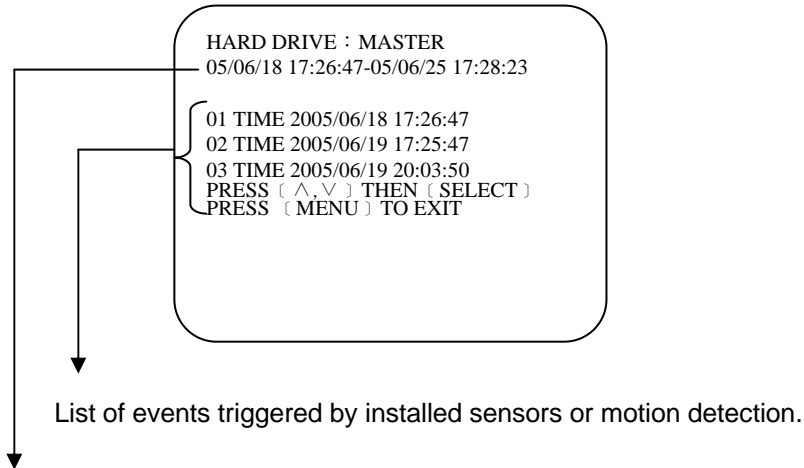 HARD DRIVE：MASTER
05/06/18 17:26:47-05/06/25 17:28:23
01 TIME 2005/06/18 17:26:47
02 TIME 2005/06/19 17:25:47
03 TIME 2005/06/19 20:03:50
PRESS﹝∧,∨﹞THEN﹝SELECT﹞
PRESS ﹝MENU﹞TO EXIT
List of events triggered by installed sensors or motion detection.